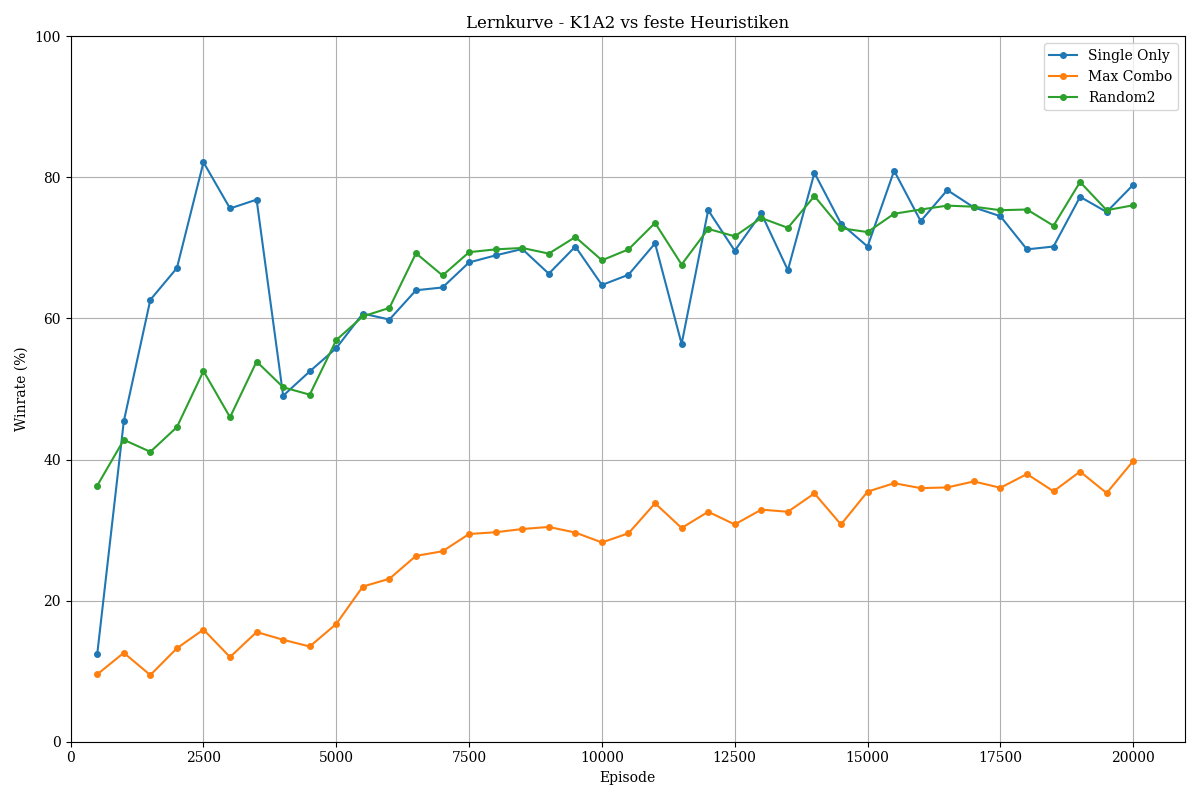 Lernkurve - K1A2 vs feste Heuristiken
100
80
60
40
20
0
Winrate (%)
Single Only
Max Combo
Random2
0 2500 5000 7500 10000 12500 15000 17500 20000
Episode